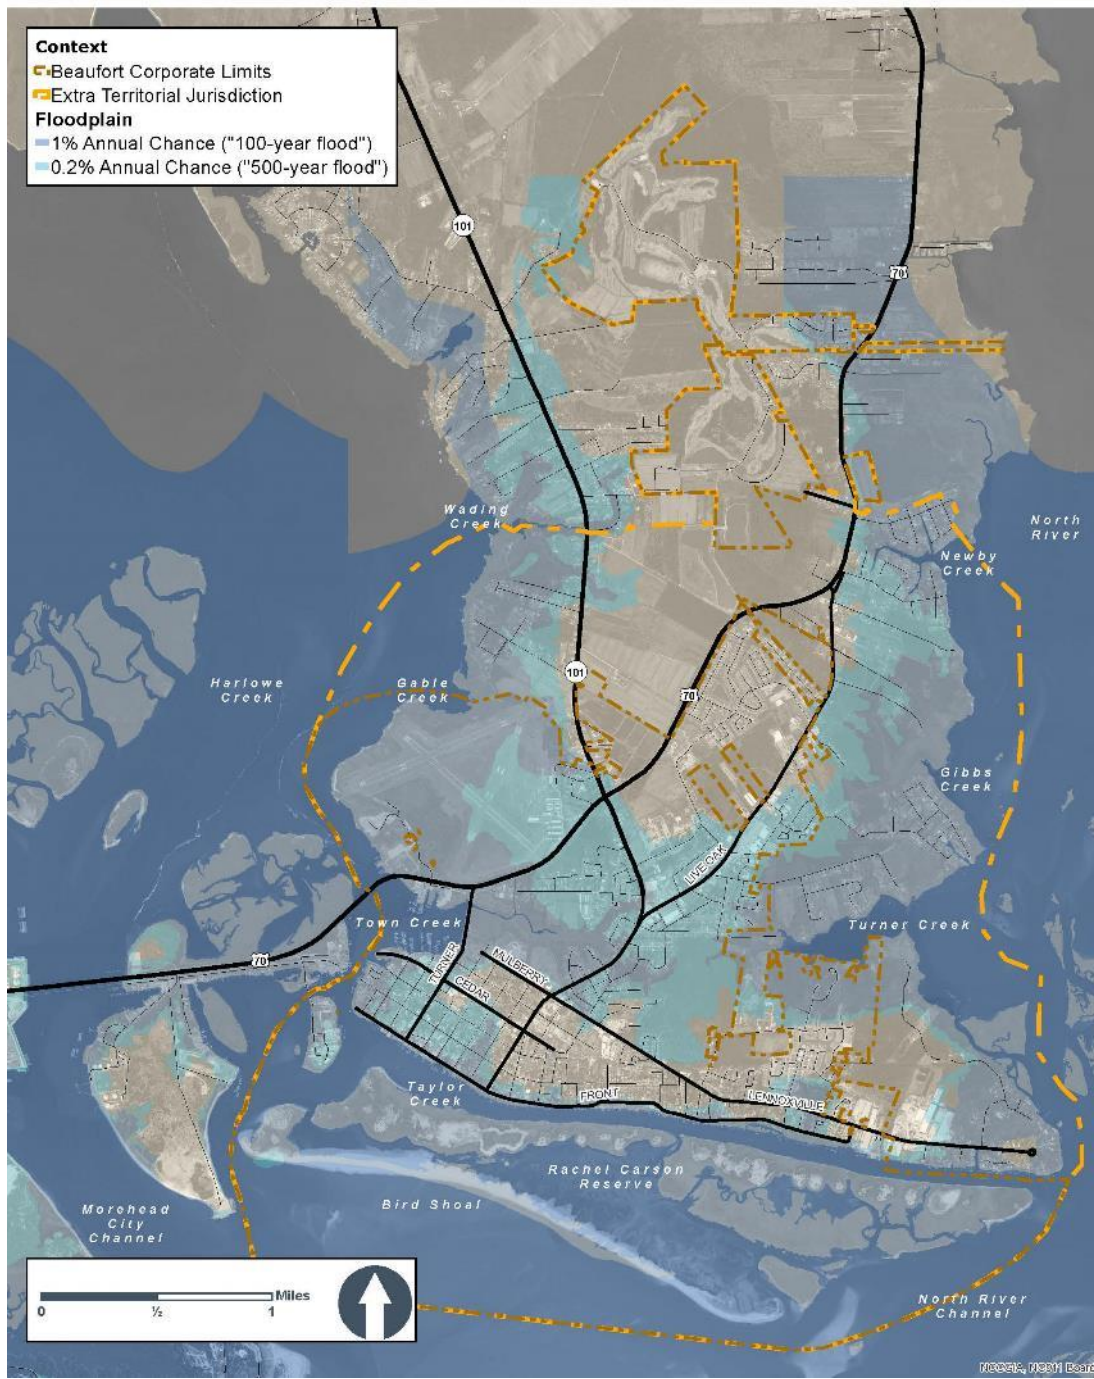 Context
Beaufort Corporate Limits
Extra Territorial Jurisdiction
Floodplain
1% Annual Chance ("100-year flood")
0.2% Annual Chance ("500-year flood")
101
70
Wading
Creek
North
River
Newby
Creek
Harlowe
Creek
Gable
Creek
101
70
Gibbs
Creek
LIVE OAK
Town Creek
Turner Creek
70
TURNER
MULBERRY
CEDAR
Taylor
Creek
FRONT
LENNOXVILLE
Rachel Carson
Reserve
Bird Shoal
Morehead
City
Channel
North River
Channel
0
½
1
Miles